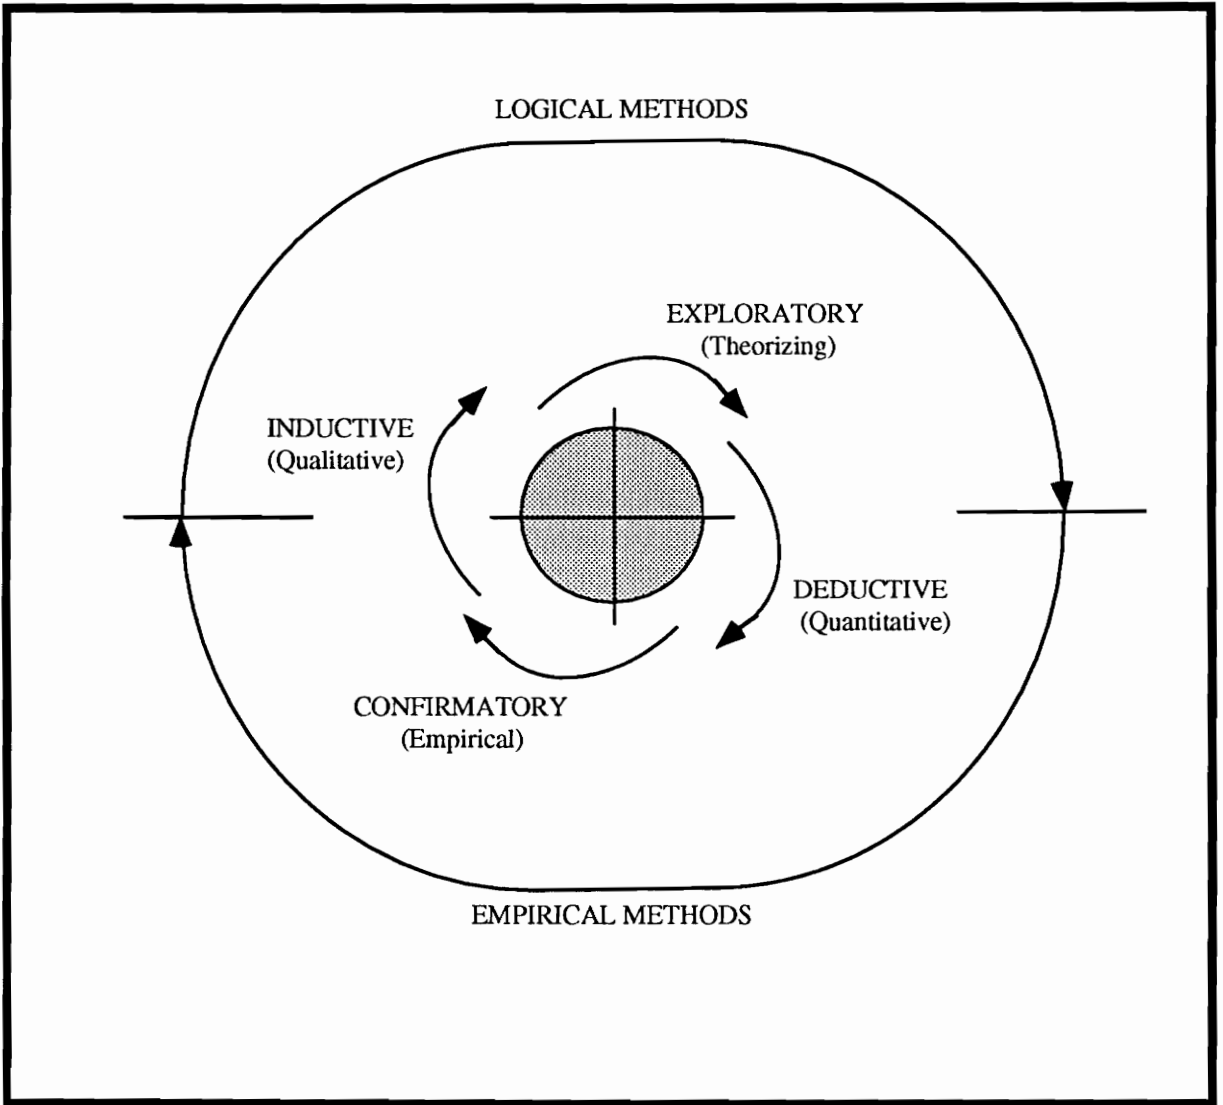 LOGICAL METHODS
EXPLORATORY
(Theorizing)
INDUCTIVE
(Qualitative)
DEDUCTIVE
(Quantitative)
CONFIRMATORY
(Empirical)
EMPIRICAL METHODS